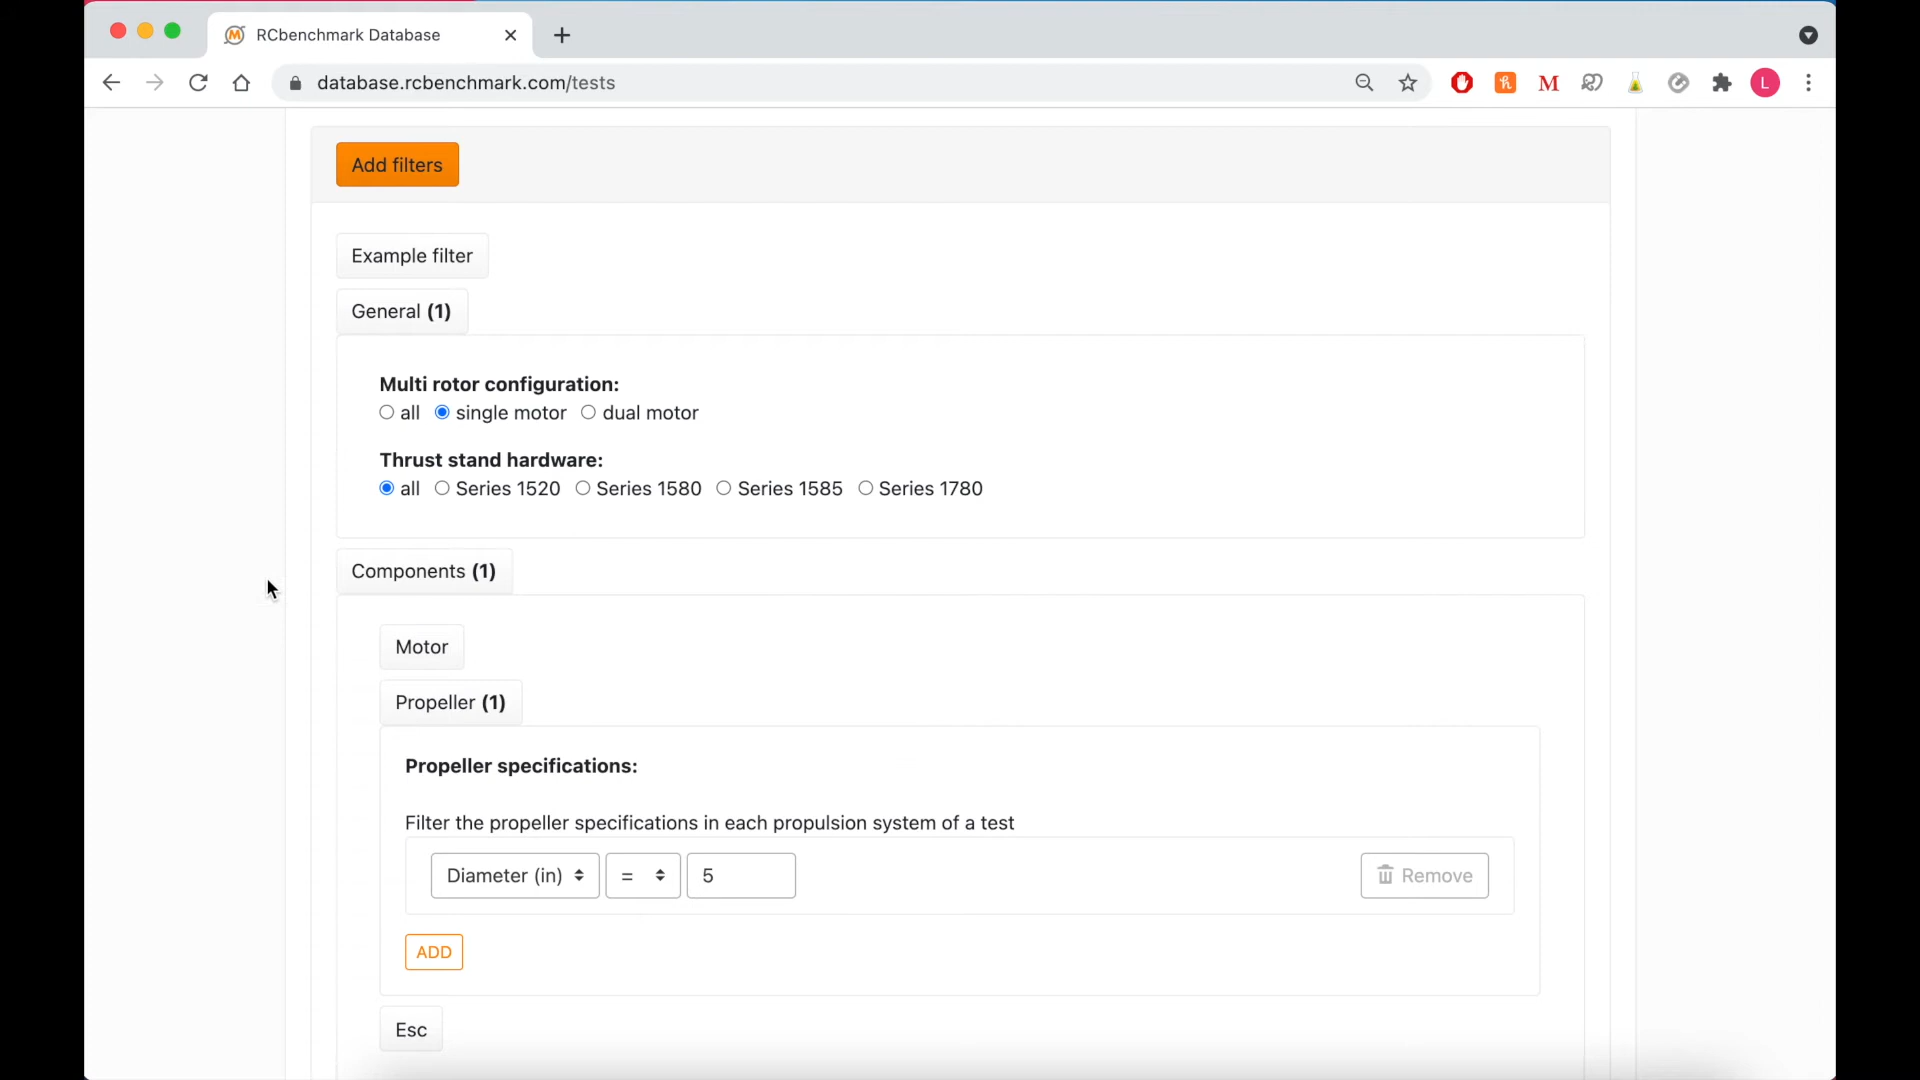 RCbenchmark Database
database.rcbenchmark.com/tests
M
L
Add filters
Example filter
General (1)
Multi rotor configuration:
all single motor dual motor
Thrust stand hardware:
all Series 1520 Series 1580 Series 1585 Series 1780
Components (1)
Motor
Propeller (1)
Propeller specifications:
Filter the propeller specifications in each propulsion system of a test
Diameter (in) = 5 Remove
ADD
Esc